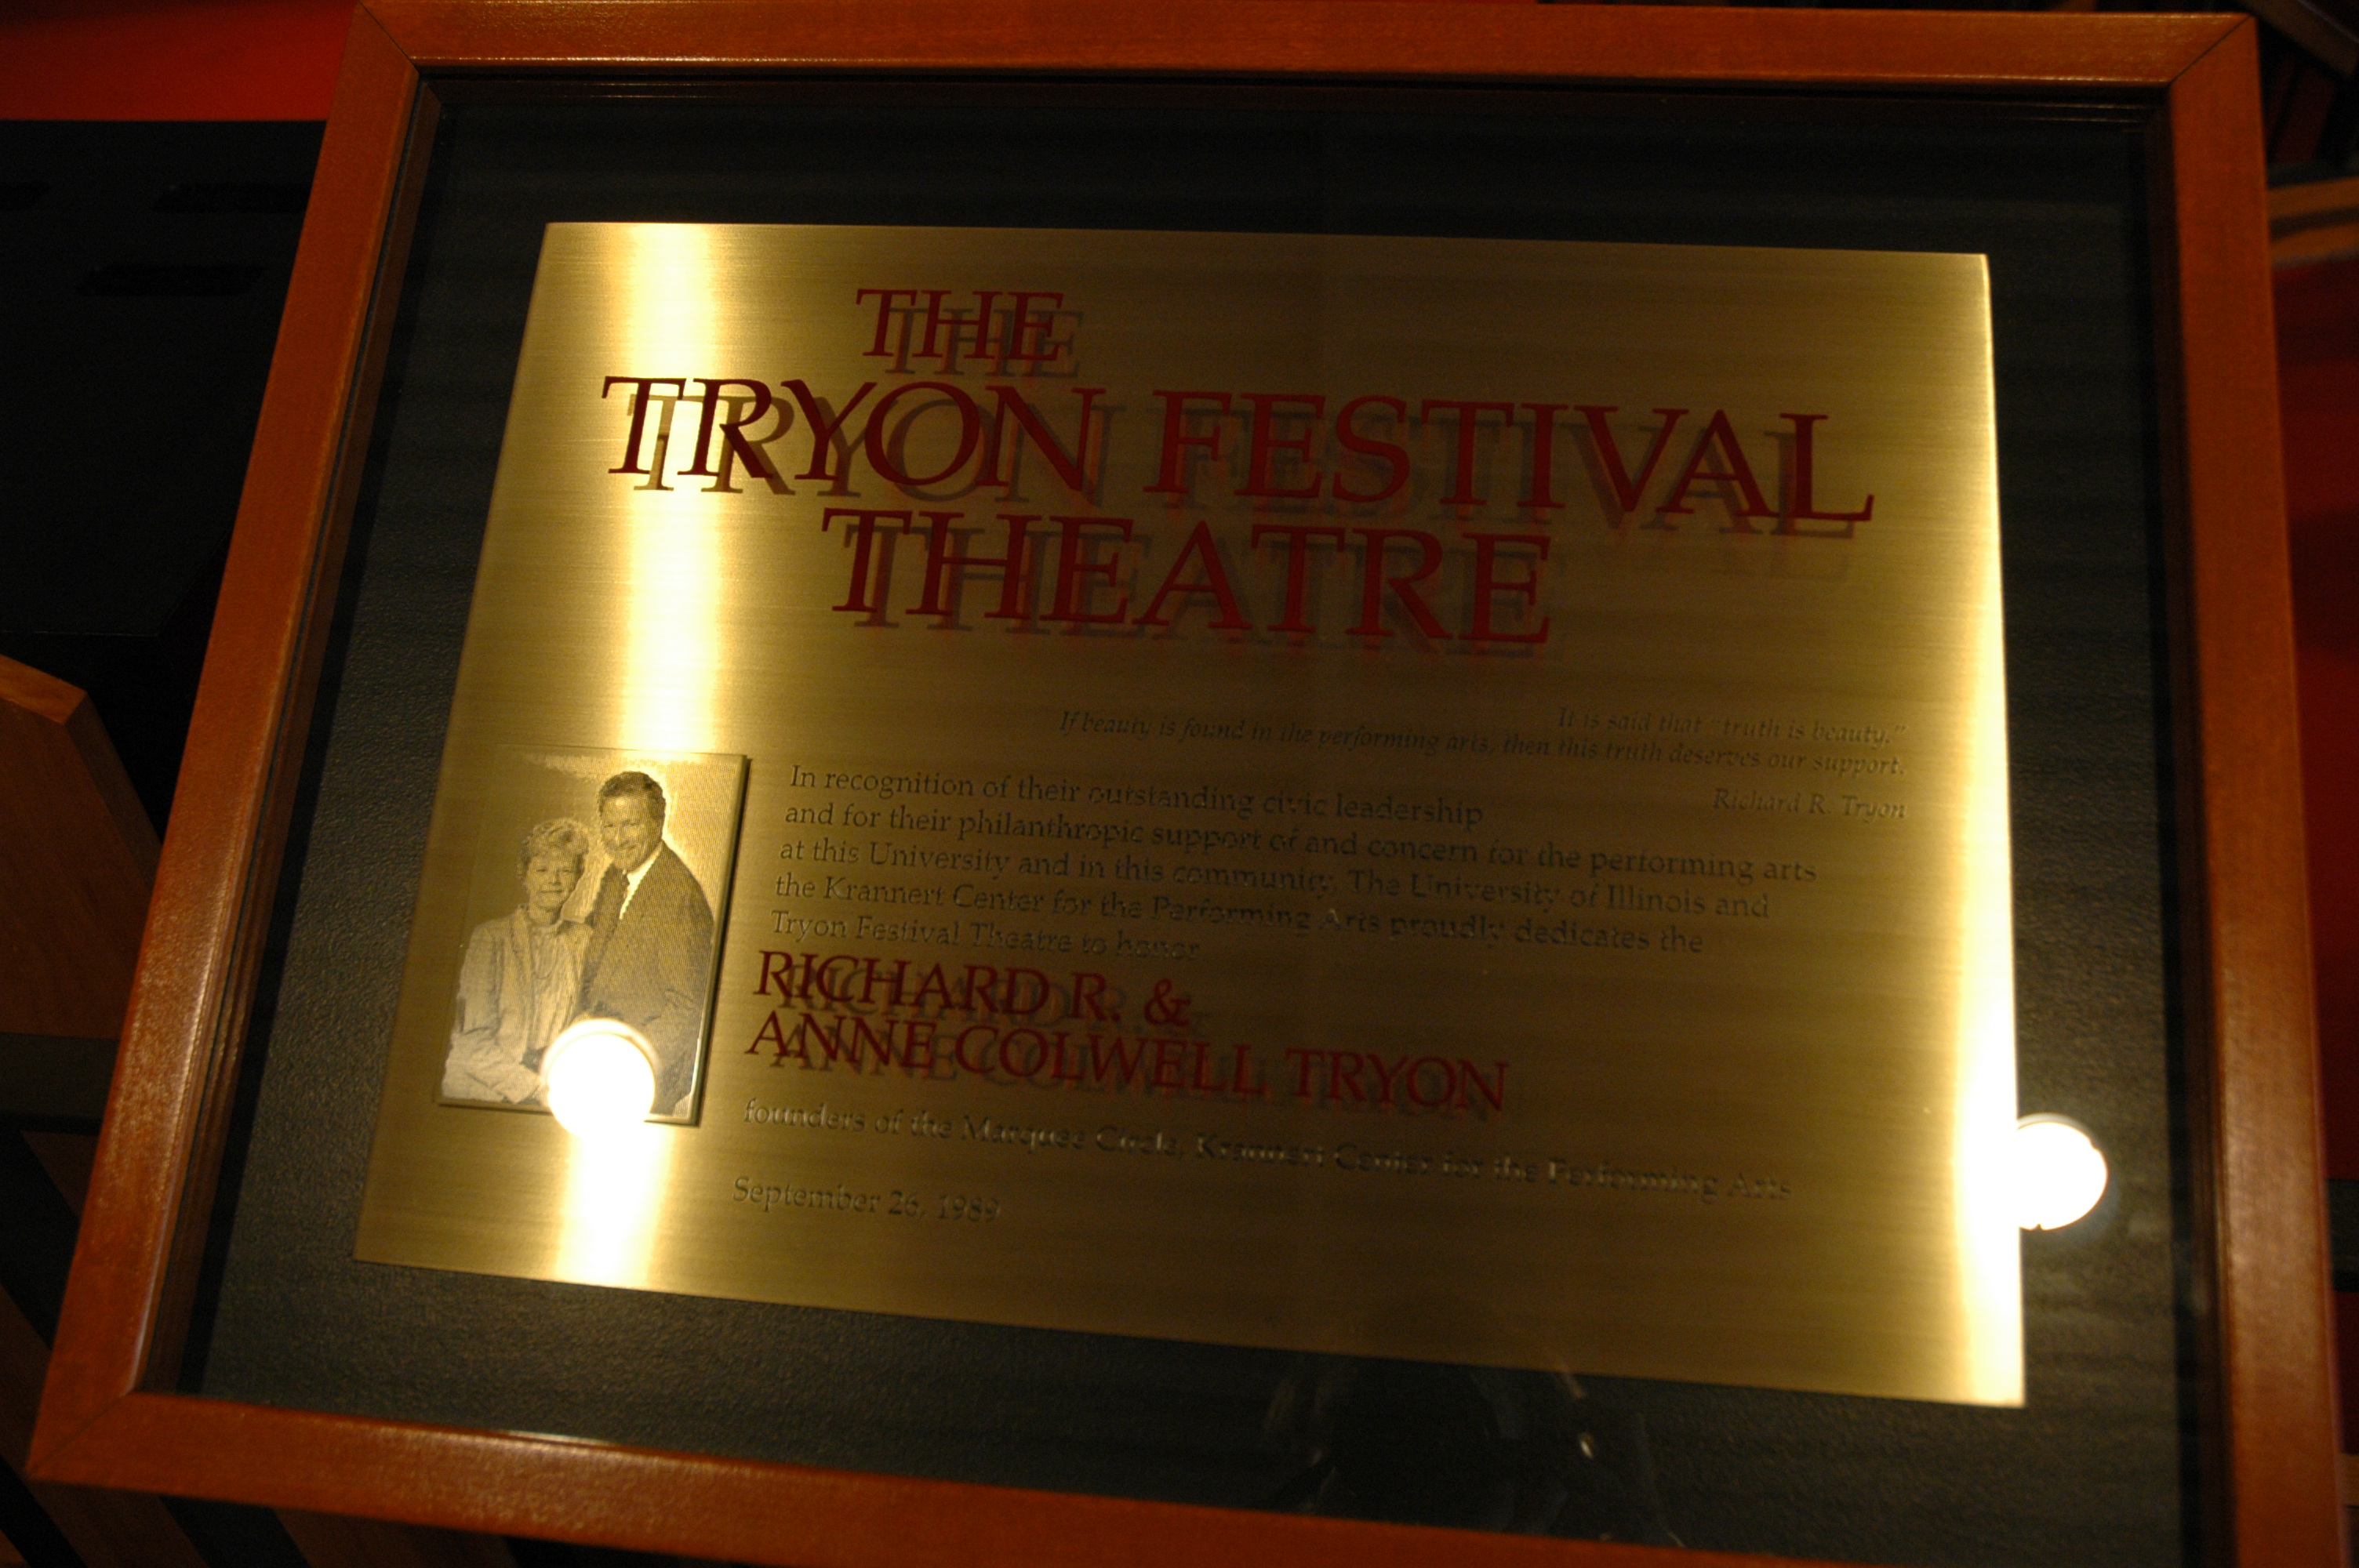 THE
TRYON FESTIVAL
THEATRE
It is said that "truth is beauty."
If beauty is found in the performing arts, then this truth deserves our support.
Richard R. Tryon
In recognition of their outstanding civic leadership
and for their philanthropic support of and concern for the performing arts
at this University and in this community, The University of Illinois and
the Krannert Center for the Performing Arts proudly dedicates the
Tryon Festival Theatre to honor
RICHARD R. &
ANNE COLWELL TRYON
founders of the Marquee Circle, Krannert Center for the Performing Arts
September 26, 1989